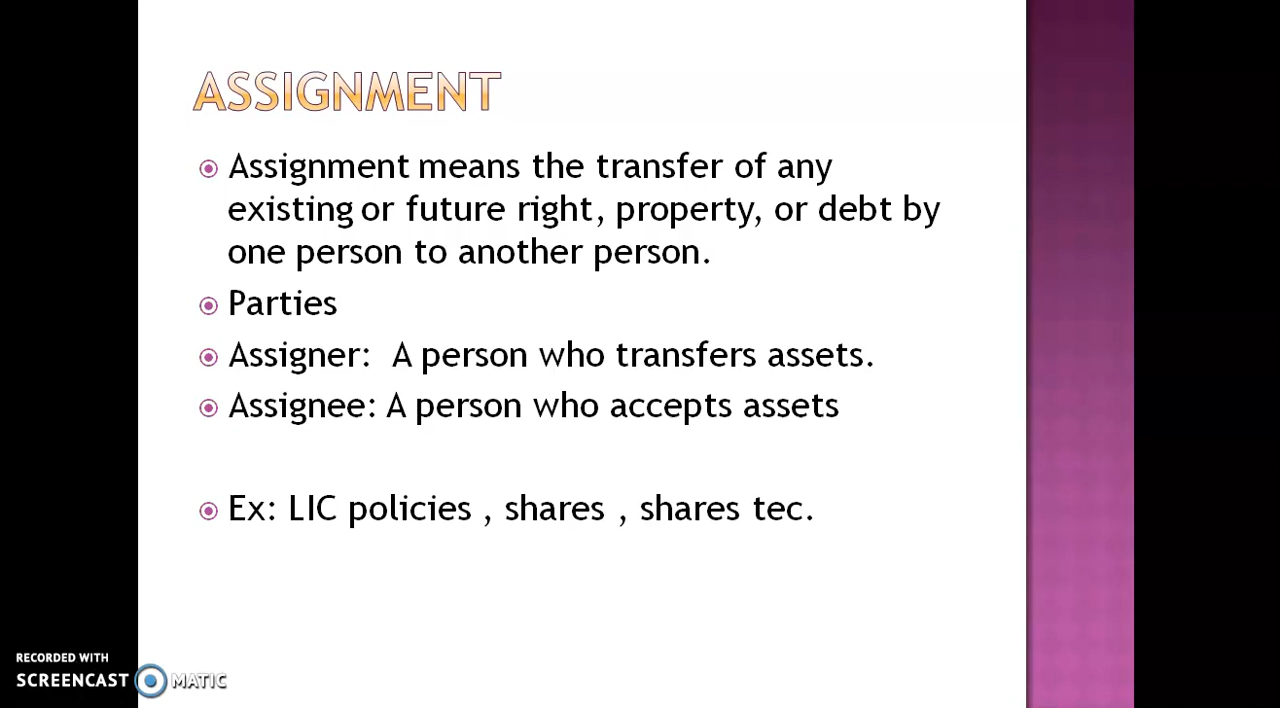 ASSIGNMENT
Assignment means the transfer of any
existing or future right, property, or debt by
one person to another person.
Parties
Assigner: A person who transfers assets.
Assignee: A person who accepts assets
Ex: LIC policies , shares , shares tec.
RECORDED WITH
SCREENCAST MATIC